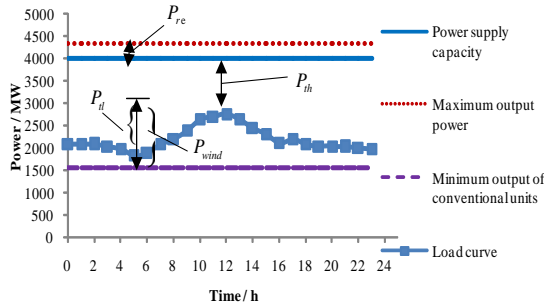 5000
4500
4000
3500
3000
2500
2000
1500
1000
500
0
Power / MW
0 2 4 6 8 10 12 14 16 18 20 22 24
Time / h
P_re
P_th
P_tl
P_wind
Power supply
capacity
Maximum output
power
Minimum output of
conventional units
Load curve